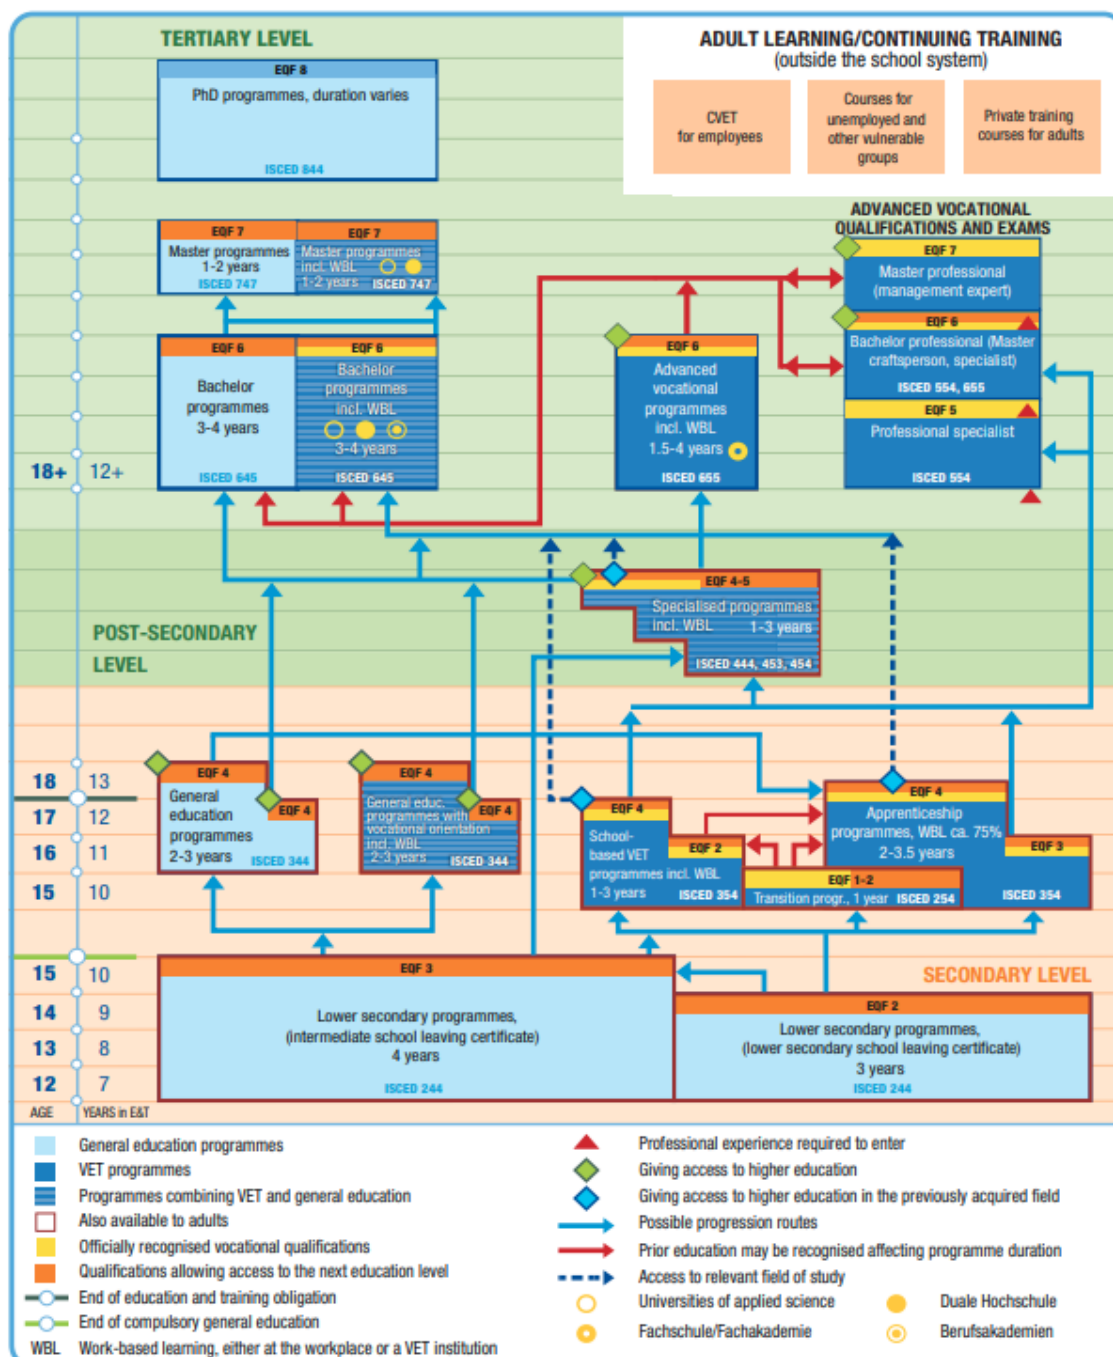 TERTIARY LEVEL
ADULT LEARNING/CONTINUING TRAINING
(outside the school system)
CVET
for employees
Courses for
unemployed and
other vulnerable
groups
Private training
courses for adults
EQF 8
PhD programmes, duration varies
ISCED 844
ADVANCED VOCATIONAL
QUALIFICATIONS AND EXAMS
EQF 7
Master programmes
1-2 years
ISCED 747
EQF 7
Master programmes
incl. WBL
1-2 years
ISCED 747
EQF 7
Master professional
(management expert)
EQF 6
Bachelor professional (Master
craftsperson, specialist)
ISCED 554, 655
EQF 5
Professional specialist
ISCED 554
EQF 6
Bachelor
programmes
3-4 years
ISCED 645
EQF 6
Bachelor
programmes
incl. WBL
3-4 years
ISCED 645
EQF 6
Advanced
vocational
programmes
incl. WBL
1.5-4 years
ISCED 655
18+ 12+
POST-SECONDARY
LEVEL
EQF 4-5
Specialised programmes
incl. WBL 1-3 years
ISCED 444, 453, 454
18 13
17 12
16 11
15 10
EQF 4
General
education
programmes
2-3 years
EQF 4
ISCED 344
EQF 4
General educ.
programmes with
vocational orientation
incl. WBL
2-3 years
EQF 4
ISCED 344
EQF 4
School-
based VET
programmes incl. WBL
1-3 years
EQF 2
ISCED 354
EQF 4
Apprenticeship
programmes, WBL ca. 75%
2-3.5 years
EQF 3
ISCED 354
EQF 1-2
Transition progr., 1 year ISCED 254
SECONDARY LEVEL
15 10
14 9
13 8
12 7
AGE YEARS in E&T
EQF 3
Lower secondary programmes,
(intermediate school leaving certificate)
4 years
ISCED 244
EQF 2
Lower secondary programmes,
(lower secondary school leaving certificate)
3 years
ISCED 244
General education programmes
VET programmes
Programmes combining VET and general education
Also available to adults
Officially recognised vocational qualifications
Qualifications allowing access to the next education level
End of education and training obligation
End of compulsory general education
WBL Work-based learning, either at the workplace or a VET institution
Professional experience required to enter
Giving access to higher education
Giving access to higher education in the previously acquired field
Possible progression routes
Prior education may be recognised affecting programme duration
Access to relevant field of study
Universities of applied science
Duale Hochschule
Fachschule/Fachakademie
Berufsakademien